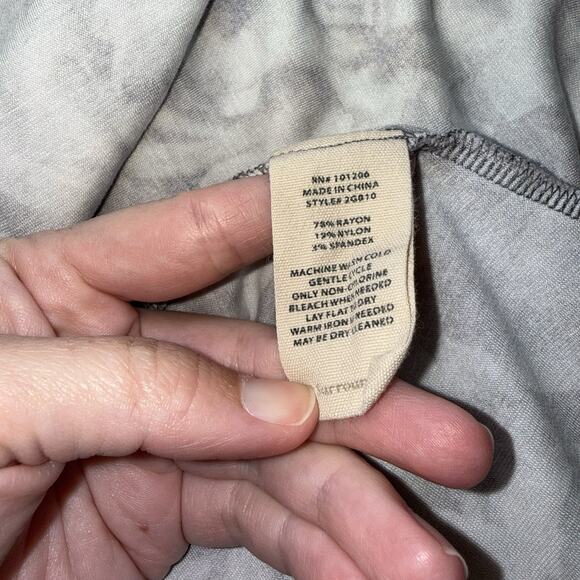 RN# 101206
MADE IN CHINA
STYLE# 2GB10
78% RAYON
19% NYLON
3% SPANDEX
MACHINE WASH COLD
GENTLE CYCLE
ONLY NON-CHLORINE
BLEACH WHEN NEEDED
LAY FLAT TO DRY
WARM IRON IF NEEDED
MAY BE DRY CLEANED